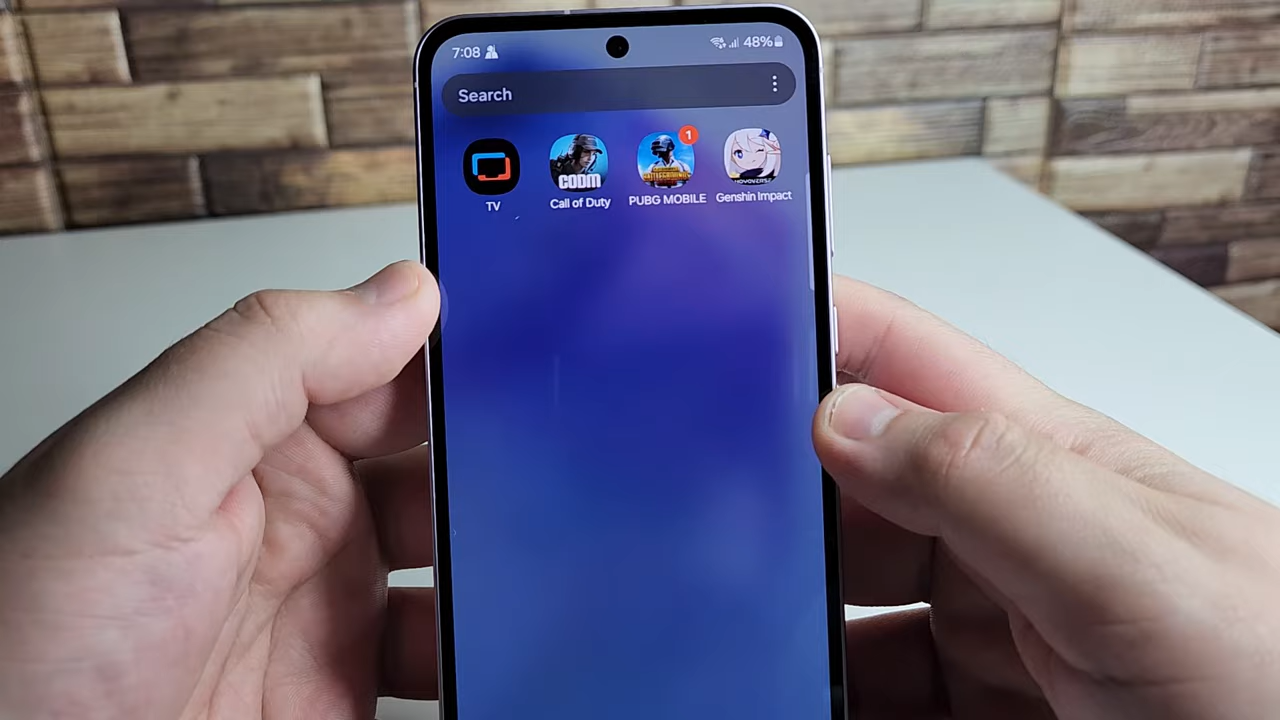 7:08
48%
Search
CODM
1
TV
Call of Duty
PUBG MOBILE
Genshin Impact